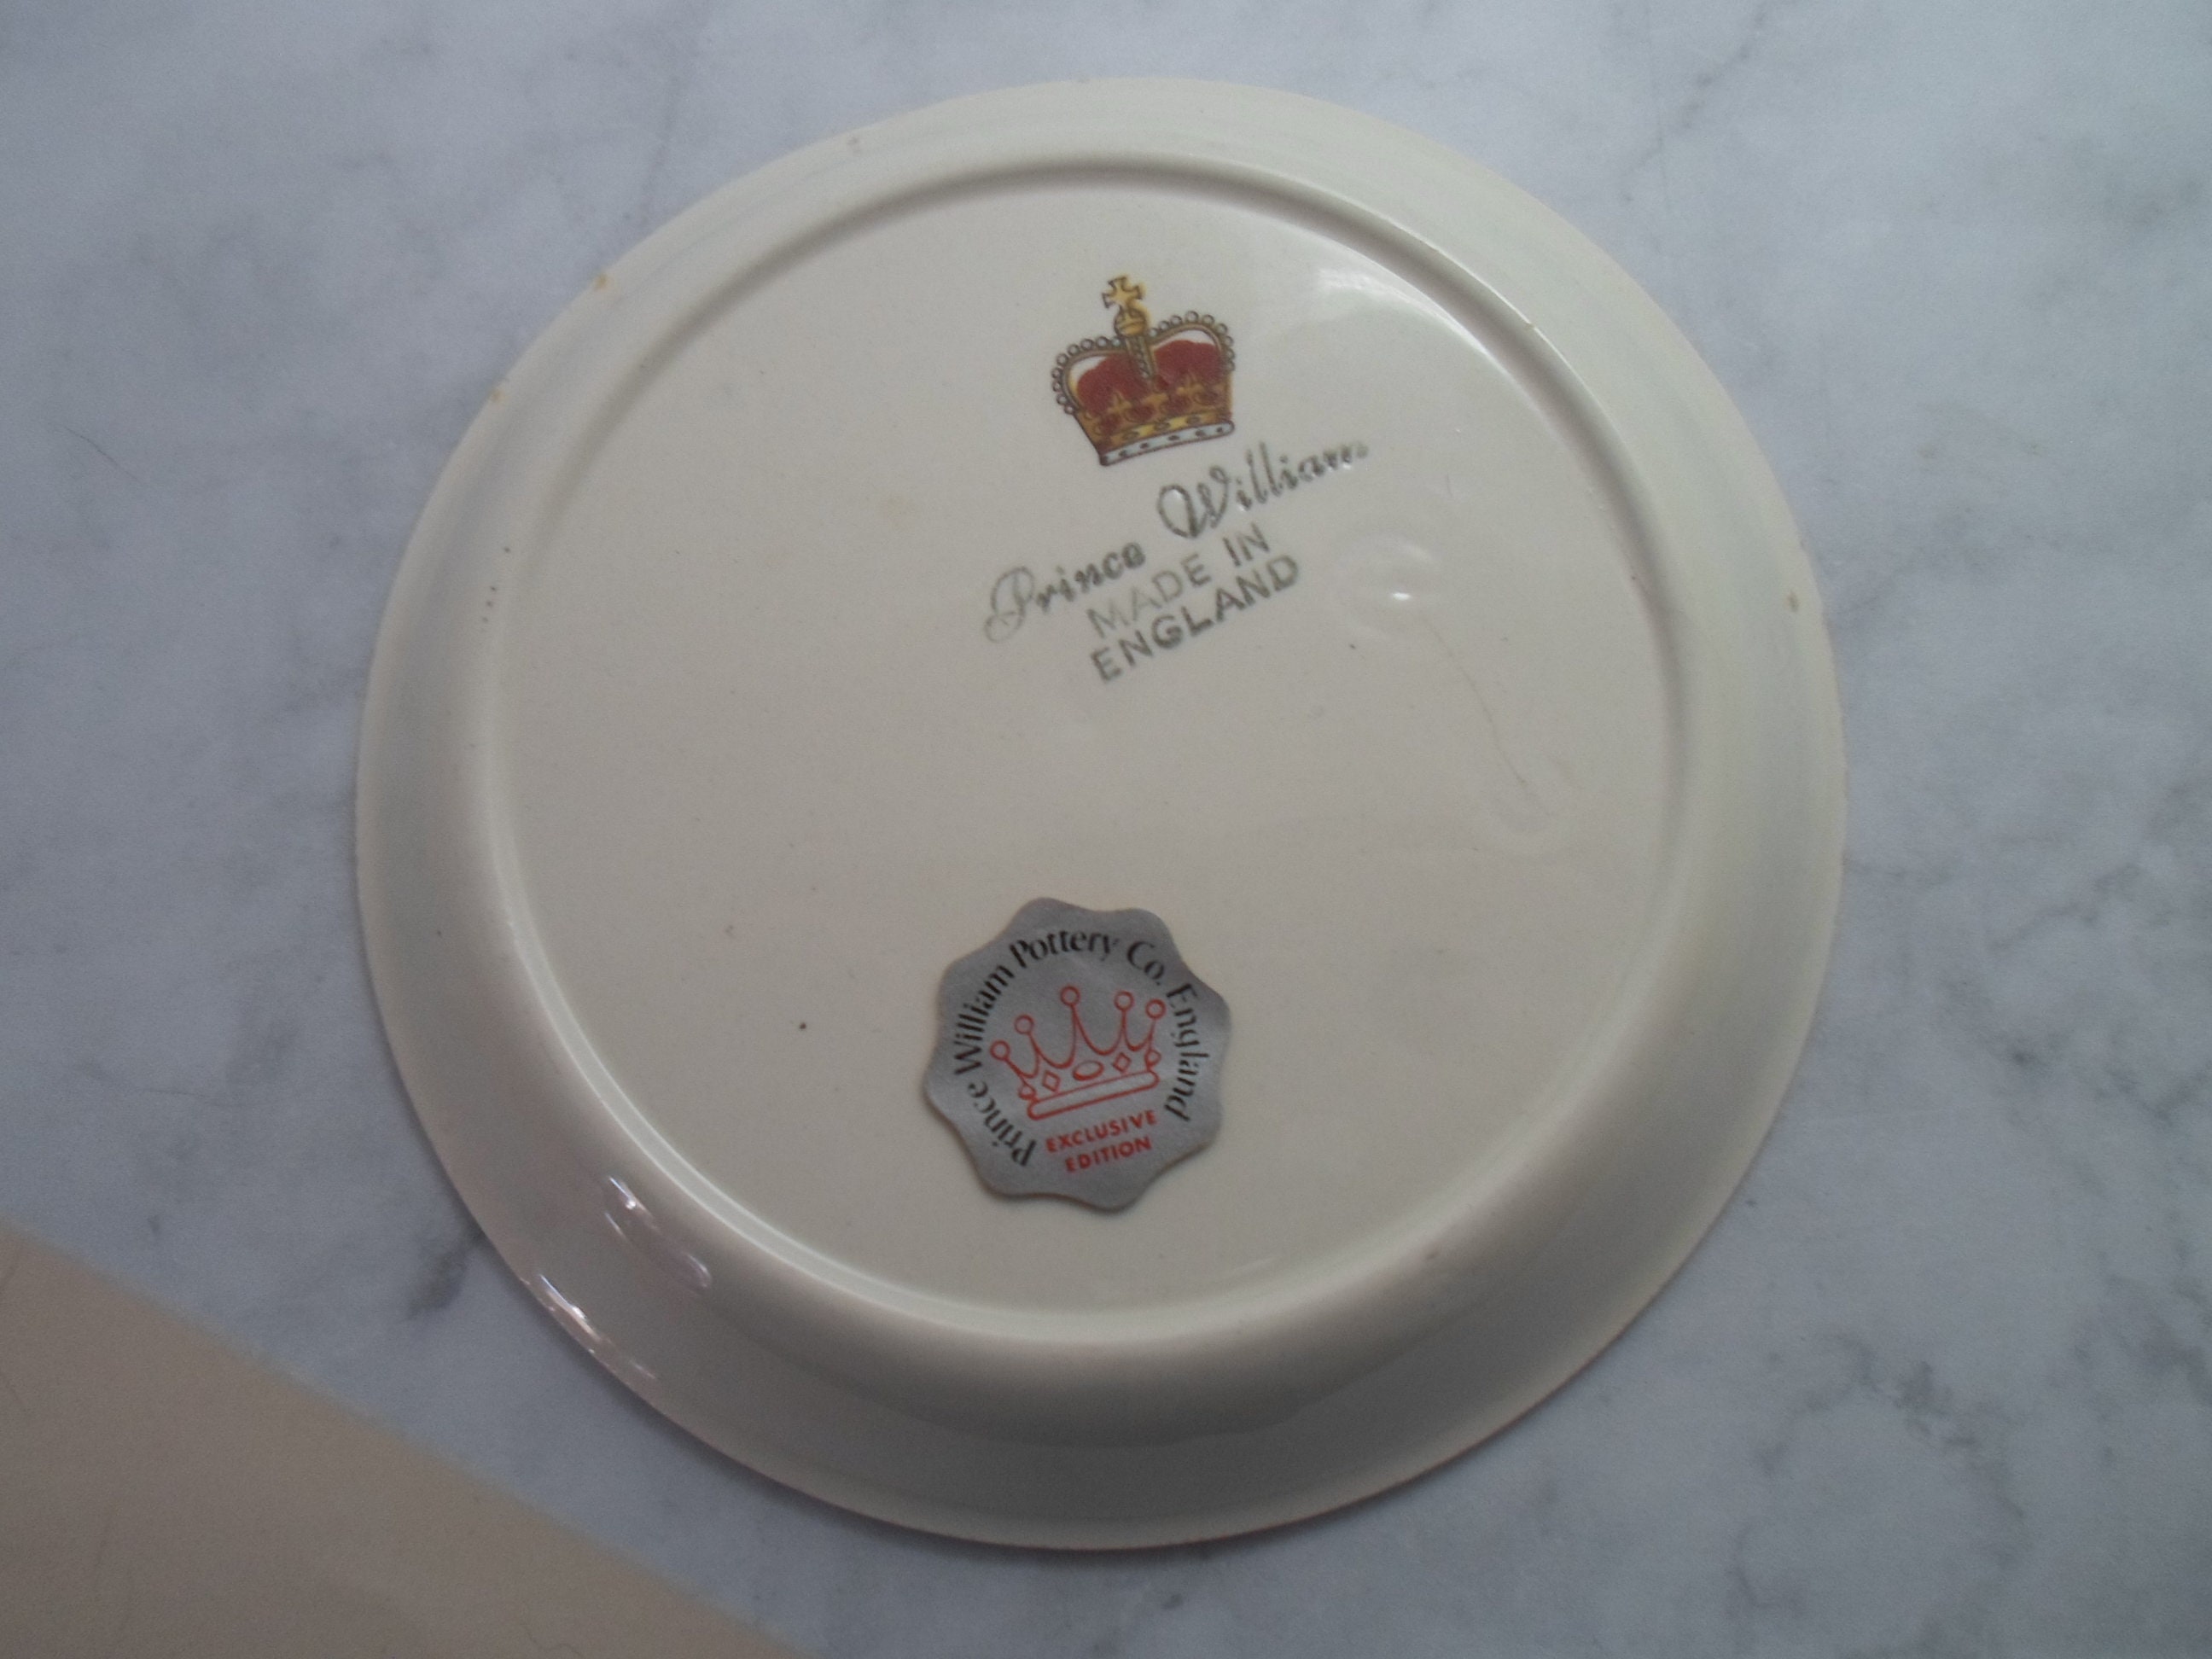 Prince William
MADE IN
ENGLAND
Prince William Pottery Co. England
EXCLUSIVE
EDITION